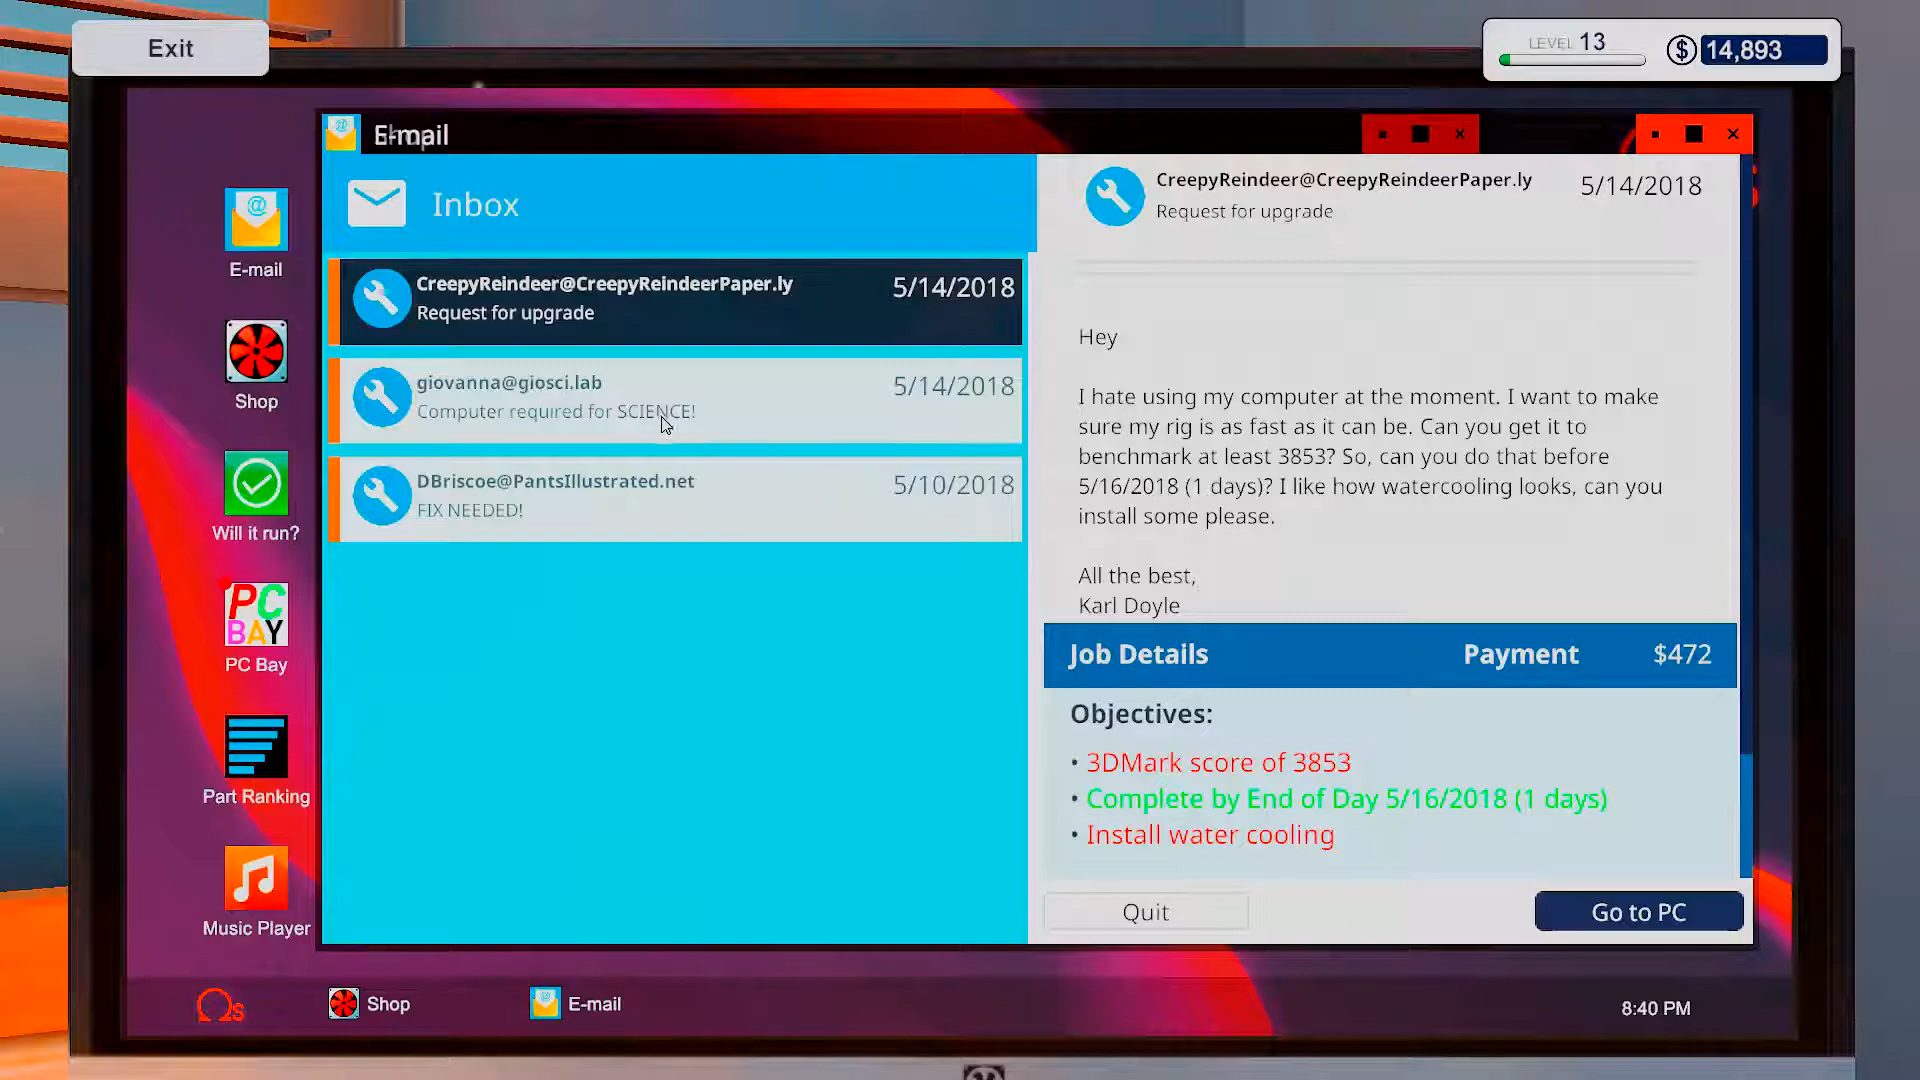 Exit
LEVEL 13
$ 14,893
E-mail
Inbox
CreepyReindeer@CreepyReindeerPaper.ly
5/14/2018
Request for upgrade
giovanna@giosci.lab
5/14/2018
Computer required for SCIENCE!
DBriscoe@PantsIllustrated.net
5/10/2018
FIX NEEDED!
CreepyReindeer@CreepyReindeerPaper.ly
5/14/2018
Request for upgrade
Hey
I hate using my computer at the moment. I want to make
sure my rig is as fast as it can be. Can you get it to
benchmark at least 3853? So, can you do that before
5/16/2018 (1 days)? I like how watercooling looks, can you
install some please.
All the best,
Karl Doyle
Job Details
Payment
$472
Objectives:
• 3DMark score of 3853
• Complete by End of Day 5/16/2018 (1 days)
• Install water cooling
Quit
Go to PC
E-mail
Shop
Will it run?
PC
BAY
PC Bay
Part Ranking
Music Player
Ωs
Shop
E-mail
8:40 PM